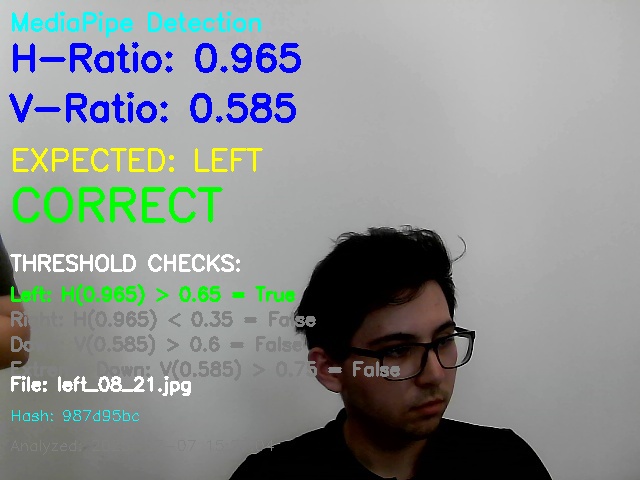 MediaPipe Detection
H-Ratio: 0.965
V-Ratio: 0.585
EXPECTED: LEFT
CORRECT
THRESHOLD CHECKS:
Left: H(0.965) > 0.65 = True
Right: H(0.965) < 0.35 = False
V(0.585) > 0.6 = False
Down: V(0.585) > 0.75 = False
File: left_08_21.jpg
Hash: 987d95bc
Analyzed: